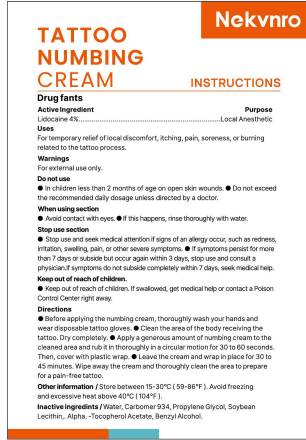 Nekvnro
TATTOO
NUMBING
CREAM
INSTRUCTIONS
Drug fants
Active Ingredient Purpose
Lidocaine 4%......................................................Local Anesthetic
Uses
For temporary relief of local discomfort, itching, pain, soreness, or burning
related to the tattoo process.
Warnings
For external use only.
Do not use
● In children less than 2 months of age on open skin wounds. ● Do not exceed
the recommended daily dosage unless directed by a doctor.
When using section
● Avoid contact with eyes. ● If this happens, rinse thoroughly with water.
Stop use section
● Stop use and seek medical attention if signs of an allergy occur, such as redness,
irritation, swelling, pain, or other severe symptoms. ● If symptoms persist for more
than 7 days or subside but occur again within 3 days, stop use and consult a
physician.If symptoms do not subside completely within 7 days, seek medical help.
Keep out of reach of children.
● Keep out of reach of Children. If swallowed, get medical help or contact a Poison
Control Center right away.
Directions
● Before applying the numbing cream, thoroughly wash your hands and
wear disposable tattoo gloves. ● Clean the area of the body receiving the
tattoo. Dry completely. ● Apply a generous amount of numbing cream to the
cleaned area and rub it in thoroughly in a circular motion for 30 to 60 seconds.
Then, cover with plastic wrap. ● Leave the cream and wrap in place for 30 to
45 minutes. Wipe away the cream and thoroughly clean the area to prepare
for a pain-free tattoo.
Other information / Store between 15-30°C ( 59-86°F ). Avoid freezing
and excessive heat above 40°C ( 104°F ).
Inactive ingredints / Water, Carbomer 934, Propylene Glycol, Soybean
Lecithin,. Alpha. -Tocopherol Acetate, Benzyl Alcohol.